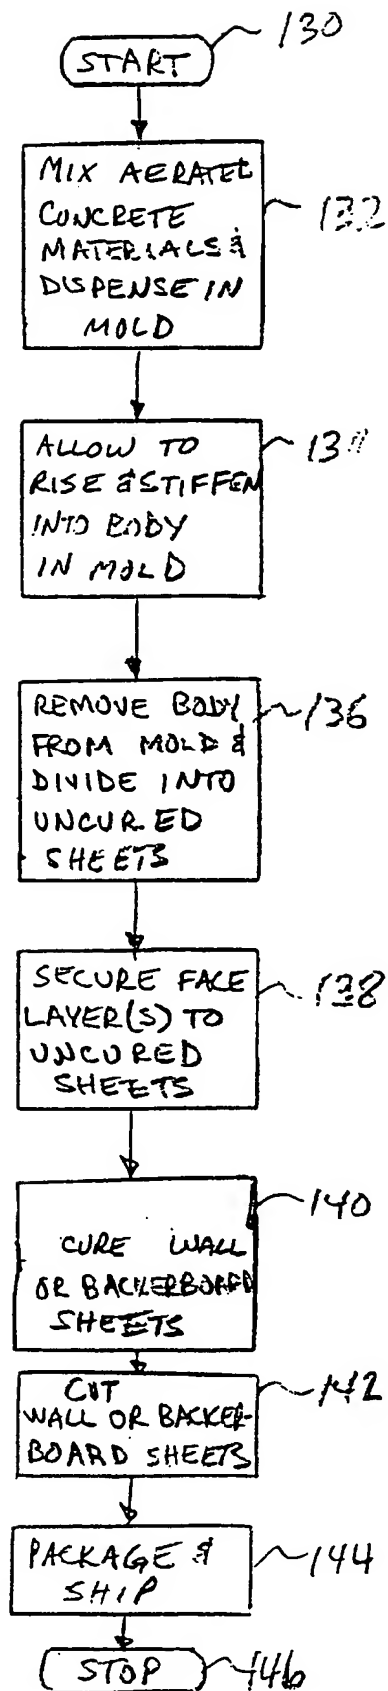 130
START
MIX AERATED
CONCRETE
MATERIALS &
DISPENSE IN
MOLD
132
ALLOW TO
RISE & STIFFEN
INTO BODY
IN MOLD
REMOVE BODY
FROM MOLD &
DIVIDE INTO
UNCURED
SHEETS
136
SECURE FACE
LAYER(S) TO
UNCURED
SHEETS
138
CURE WALL
OR BACKERBOARD
SHEETS
140
CUT
WALL OR BACKER-
BOARD SHEETS
142
PACKAGE &
SHIP
144
STOP
146